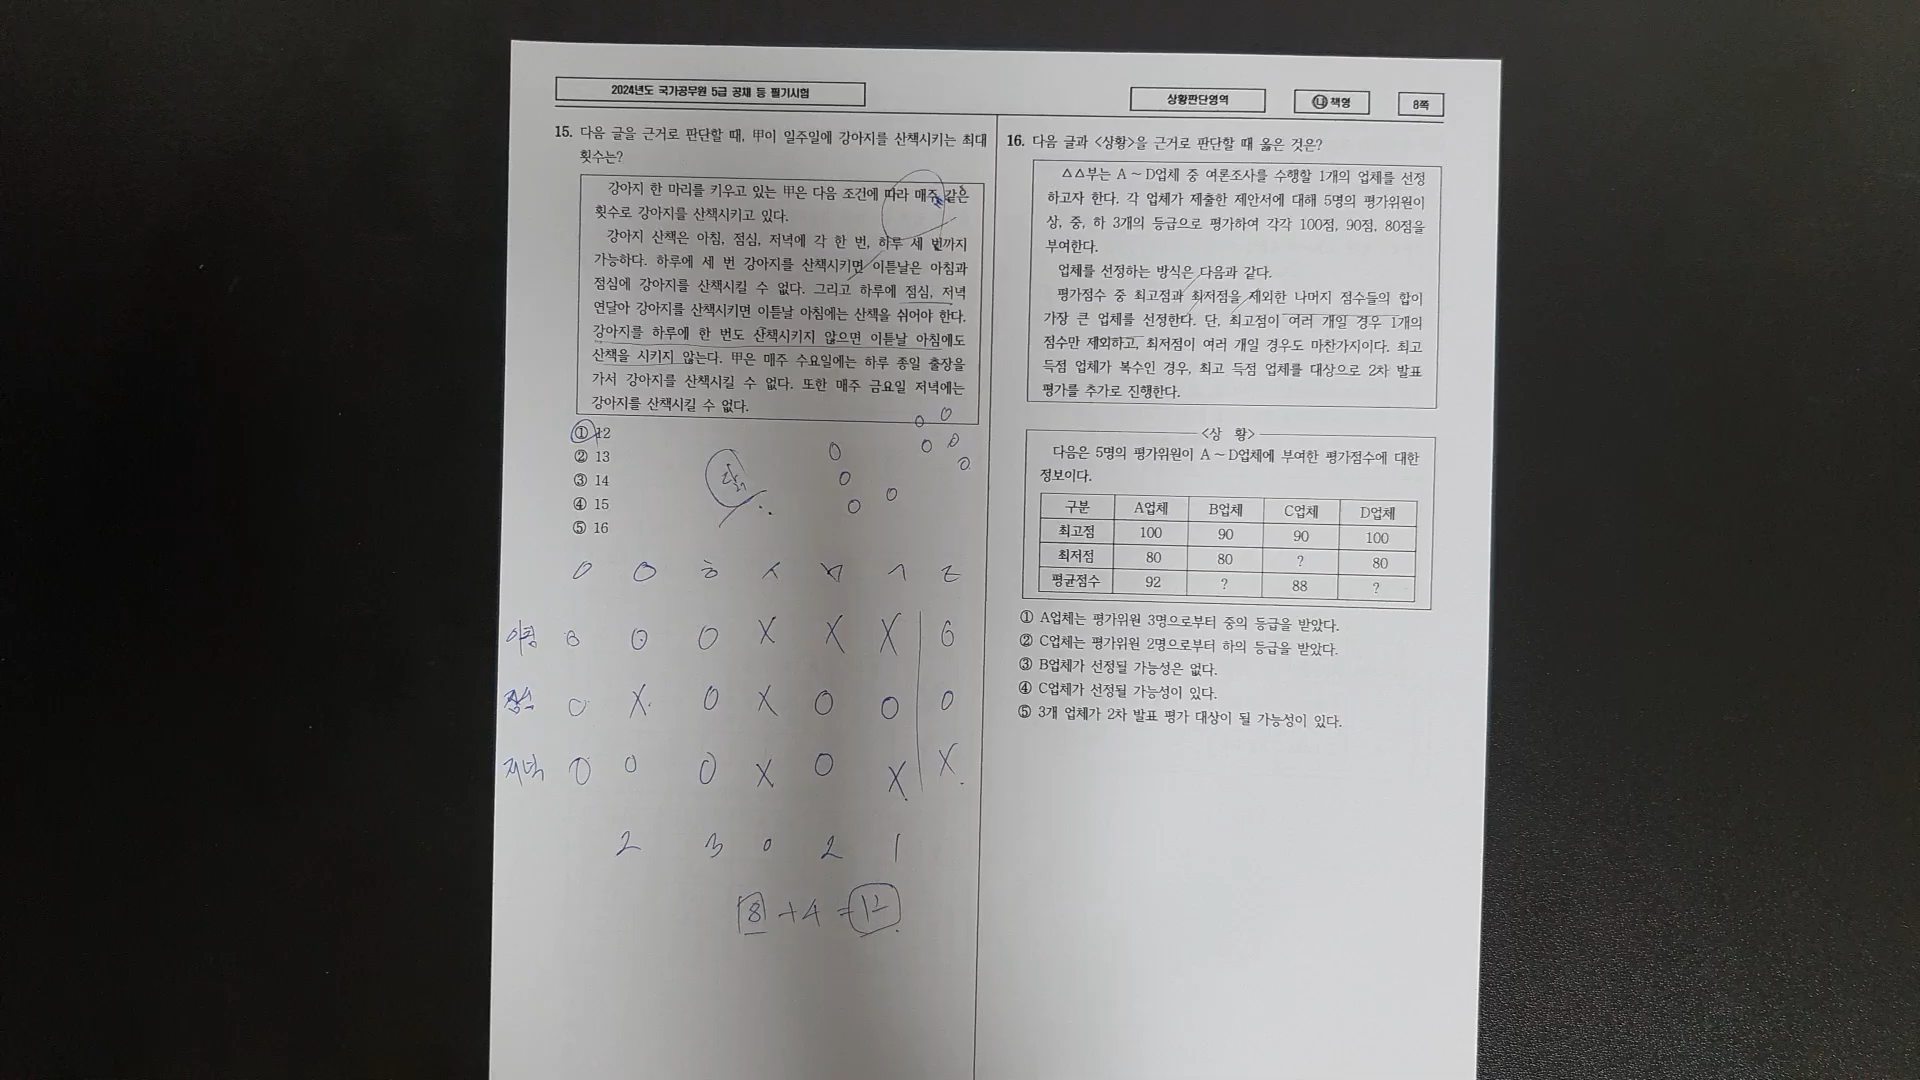 2024년도 국가공무원 5급 공채 등 필기시험
상황판단영역
㉯ 책형
8쪽
15. 다음 글을 근거로 판단할 때, 甲이 일주일에 강아지를 산책시키는 최대
횟수는?
강아지 한 마리를 키우고 있는 甲은 다음 조건에 따라 매주 같은
횟수로 강아지를 산책시키고 있다.
강아지 산책은 아침, 점심, 저녁에 각 한 번, 하루 세 번까지
가능하다. 하루에 세 번 강아지를 산책시키면 이튿날은 아침과
점심에 강아지를 산책시킬 수 없다. 그리고 하루에 점심, 저녁
연달아 강아지를 산책시키면 이튿날 아침에는 산책을 쉬어야 한다.
강아지를 하루에 한 번도 산책시키지 않으면 이튿날 아침에도
산책을 시키지 않는다. 甲은 매주 수요일에는 하루 종일 출장을
가서 강아지를 산책시킬 수 없다. 또한 매주 금요일 저녁에는
강아지를 산책시킬 수 없다.
① 12
② 13
③ 14
④ 15
⑤ 16
아침 0 0 0 X X X 0
점심 0 X 0 X 0 0 0
저녁 0 0 0 X 0 X X
2 3 0 2 1
8 + 4 = 12
16. 다음 글과 <상황>을 근거로 판단할 때 옳은 것은?
△△부는 A ~ D업체 중 여론조사를 수행할 1개의 업체를 선정
하고자 한다. 각 업체가 제출한 제안서에 대해 5명의 평가위원이
상, 중, 하 3개의 등급으로 평가하여 각각 100점, 90점, 80점을
부여한다.
업체를 선정하는 방식은 다음과 같다.
평가점수 중 최고점과 최저점을 제외한 나머지 점수들의 합이
가장 큰 업체를 선정한다. 단, 최고점이 여러 개일 경우 1개의
점수만 제외하고, 최저점이 여러 개일 경우도 마찬가지이다. 최고
득점 업체가 복수인 경우, 최고 득점 업체를 대상으로 2차 발표
평가를 추가로 진행한다.
<상 황>
다음은 5명의 평가위원이 A ~ D업체에 부여한 평가점수에 대한
정보이다.
구분 A업체 B업체 C업체 D업체
최고점 100 90 90 100
최저점 80 80 ? 80
평균점수 92 ? 88 ?
① A업체는 평가위원 3명으로부터 중의 등급을 받았다.
② C업체는 평가위원 2명으로부터 하의 등급을 받았다.
③ B업체가 선정될 가능성은 없다.
④ C업체가 선정될 가능성이 있다.
⑤ 3개 업체가 2차 발표 평가 대상이 될 가능성이 있다.